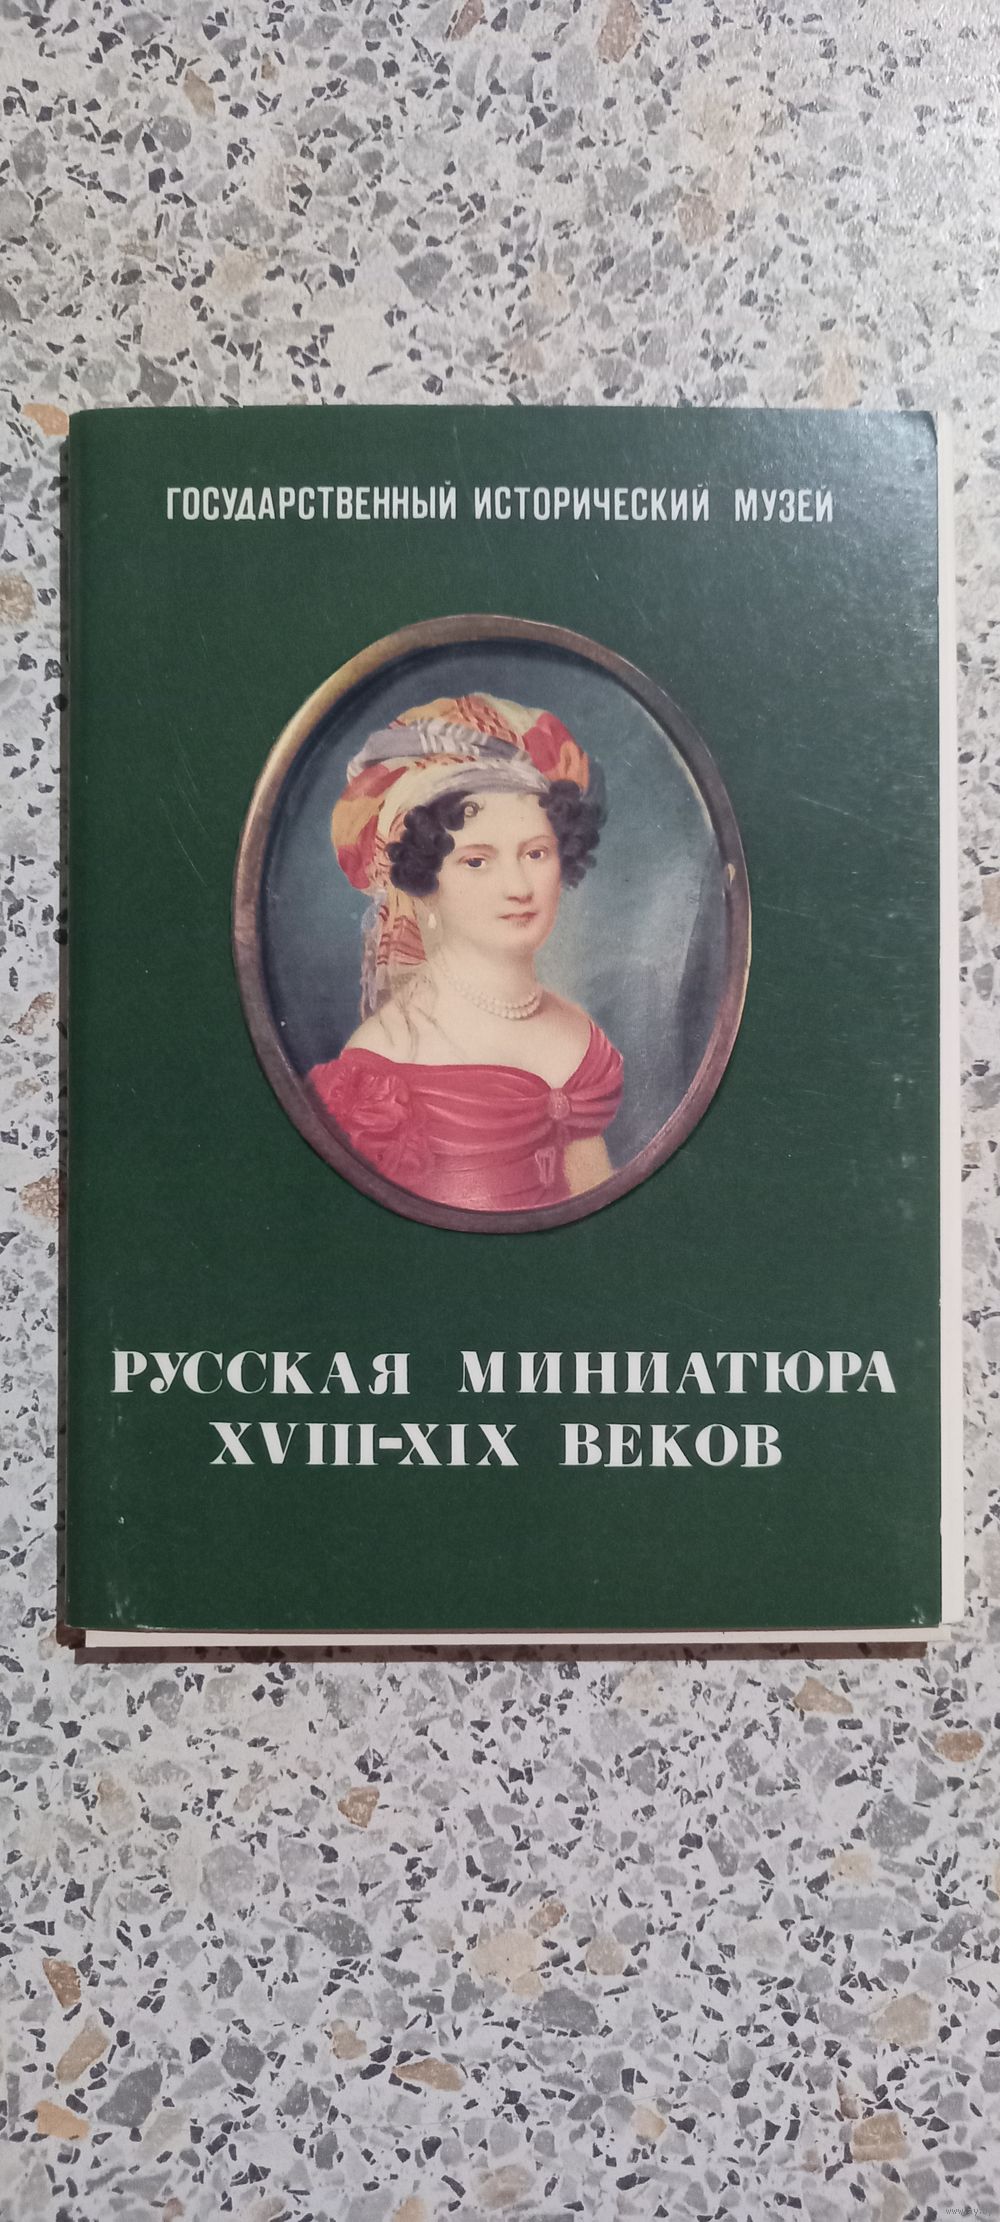 ГОСУДАРСТВЕННЫЙ ИСТОРИЧЕСКИЙ МУЗЕЙ
РУССКАЯ МИНИАТЮРА
XVIII-XIX ВЕКОВ